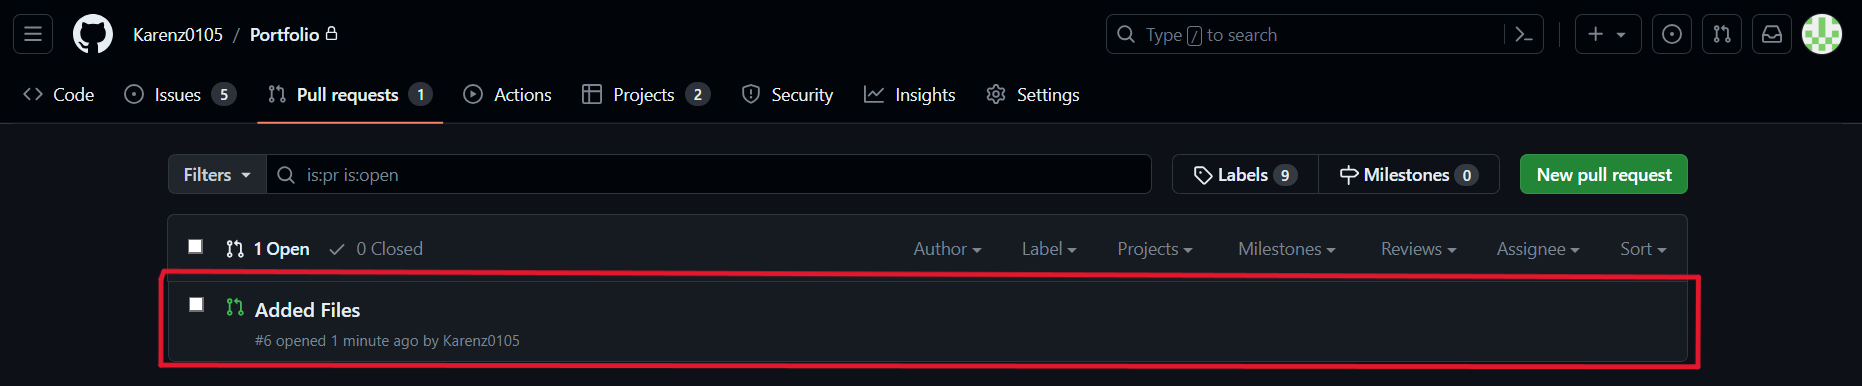 Karenz0105 / Portfolio
Type / to search
Code
Issues 5
Pull requests 1
Actions
Projects 2
Security
Insights
Settings
Filters
is:pr is:open
Labels 9
Milestones 0
New pull request
1 Open
0 Closed
Author
Label
Projects
Milestones
Reviews
Assignee
Sort
Added Files
#6 opened 1 minute ago by Karenz0105